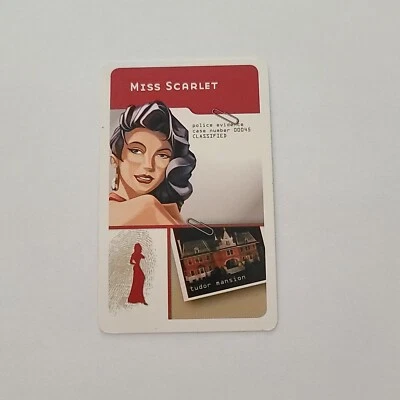 Miss Scarlet
police evidence
case number 00045
CLASSIFIED
tudor mansion